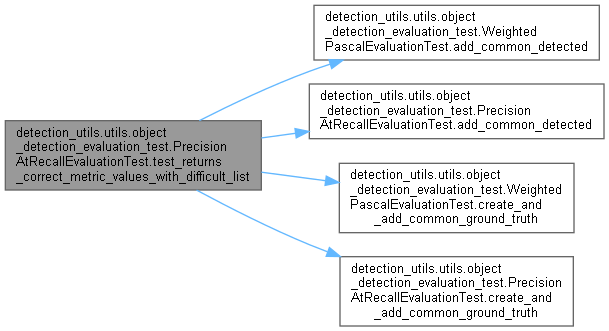 detection_utils.utils.object
_detection_evaluation_test.Weighted
PascalEvaluationTest.add_common_detected
detection_utils.utils.object
_detection_evaluation_test.Precision
AtRecallEvaluationTest.add_common_detected
detection_utils.utils.object
_detection_evaluation_test.Precision
AtRecallEvaluationTest.test_returns
_correct_metric_values_with_difficult_list
detection_utils.utils.object
_detection_evaluation_test.Weighted
PascalEvaluationTest.create_and
_add_common_ground_truth
detection_utils.utils.object
_detection_evaluation_test.Precision
AtRecallEvaluationTest.create_and
_add_common_ground_truth